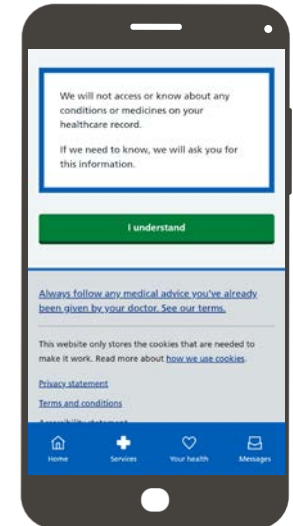 We will not access or know about any
conditions or medicines on your
healthcare record.
If we need to know, we will ask you for
this information.
I understand
Always follow any medical advice you've already
been given by your doctor. See our terms.
This website only stores the cookies that are needed to
make it work. Read more about how we use cookies.
Privacy statement
Terms and conditions
Accessibility statement
Home Services Your health Messages